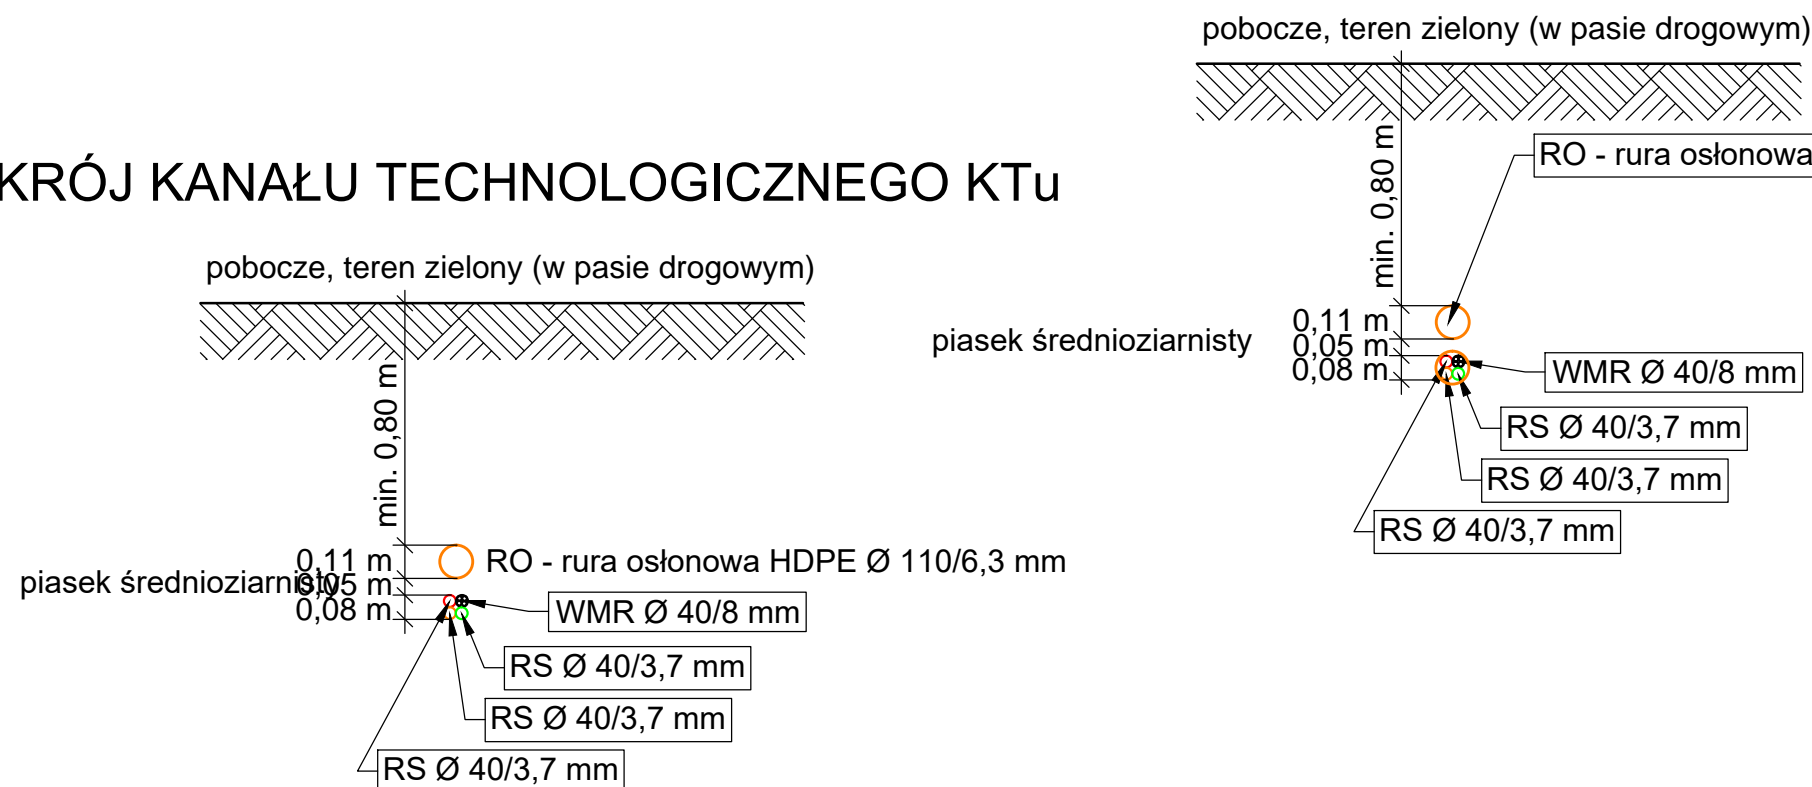 KRÓJ KANAŁU TECHNOLOGICZNEGO KTu
pobocze, teren zielony (w pasie drogowym)
min. 0,80 m
0,11 m
0,05 m
0,08 m
piasek średnioziarnisty
RO - rura osłonowa HDPE Ø 110/6,3 mm
WMR Ø 40/8 mm
RS Ø 40/3,7 mm
RS Ø 40/3,7 mm
RS Ø 40/3,7 mm
pobocze, teren zielony (w pasie drogowym)
min. 0,80 m
RO - rura osłonowa
piasek średnioziarnisty
0,11 m
0,05 m
0,08 m
WMR Ø 40/8 mm
RS Ø 40/3,7 mm
RS Ø 40/3,7 mm
RS Ø 40/3,7 mm